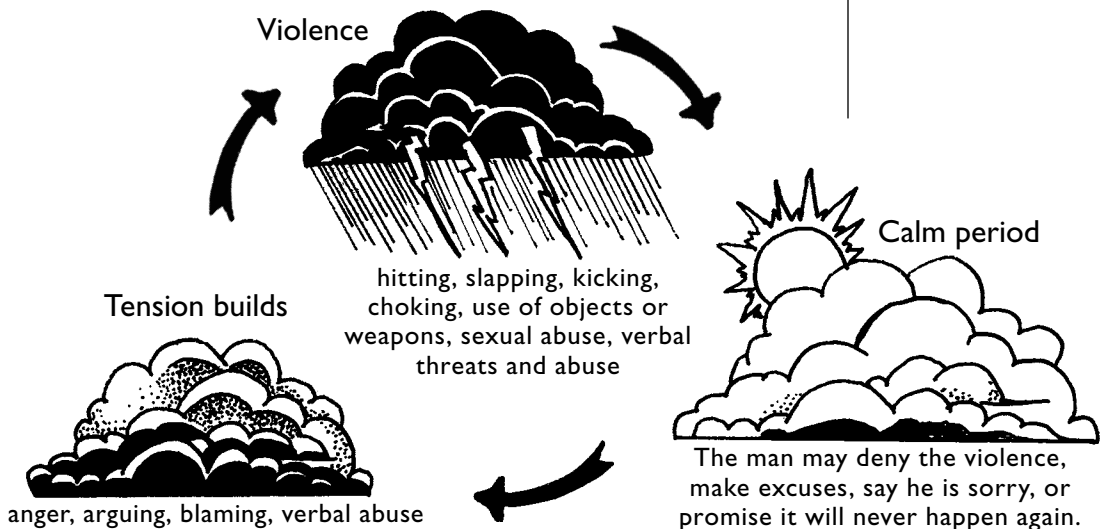 Violence
hitting, slapping, kicking,
choking, use of objects or
weapons, sexual abuse, verbal
threats and abuse
Calm period
The man may deny the violence,
make excuses, say he is sorry, or
promise it will never happen again.
Tension builds
anger, arguing, blaming, verbal abuse